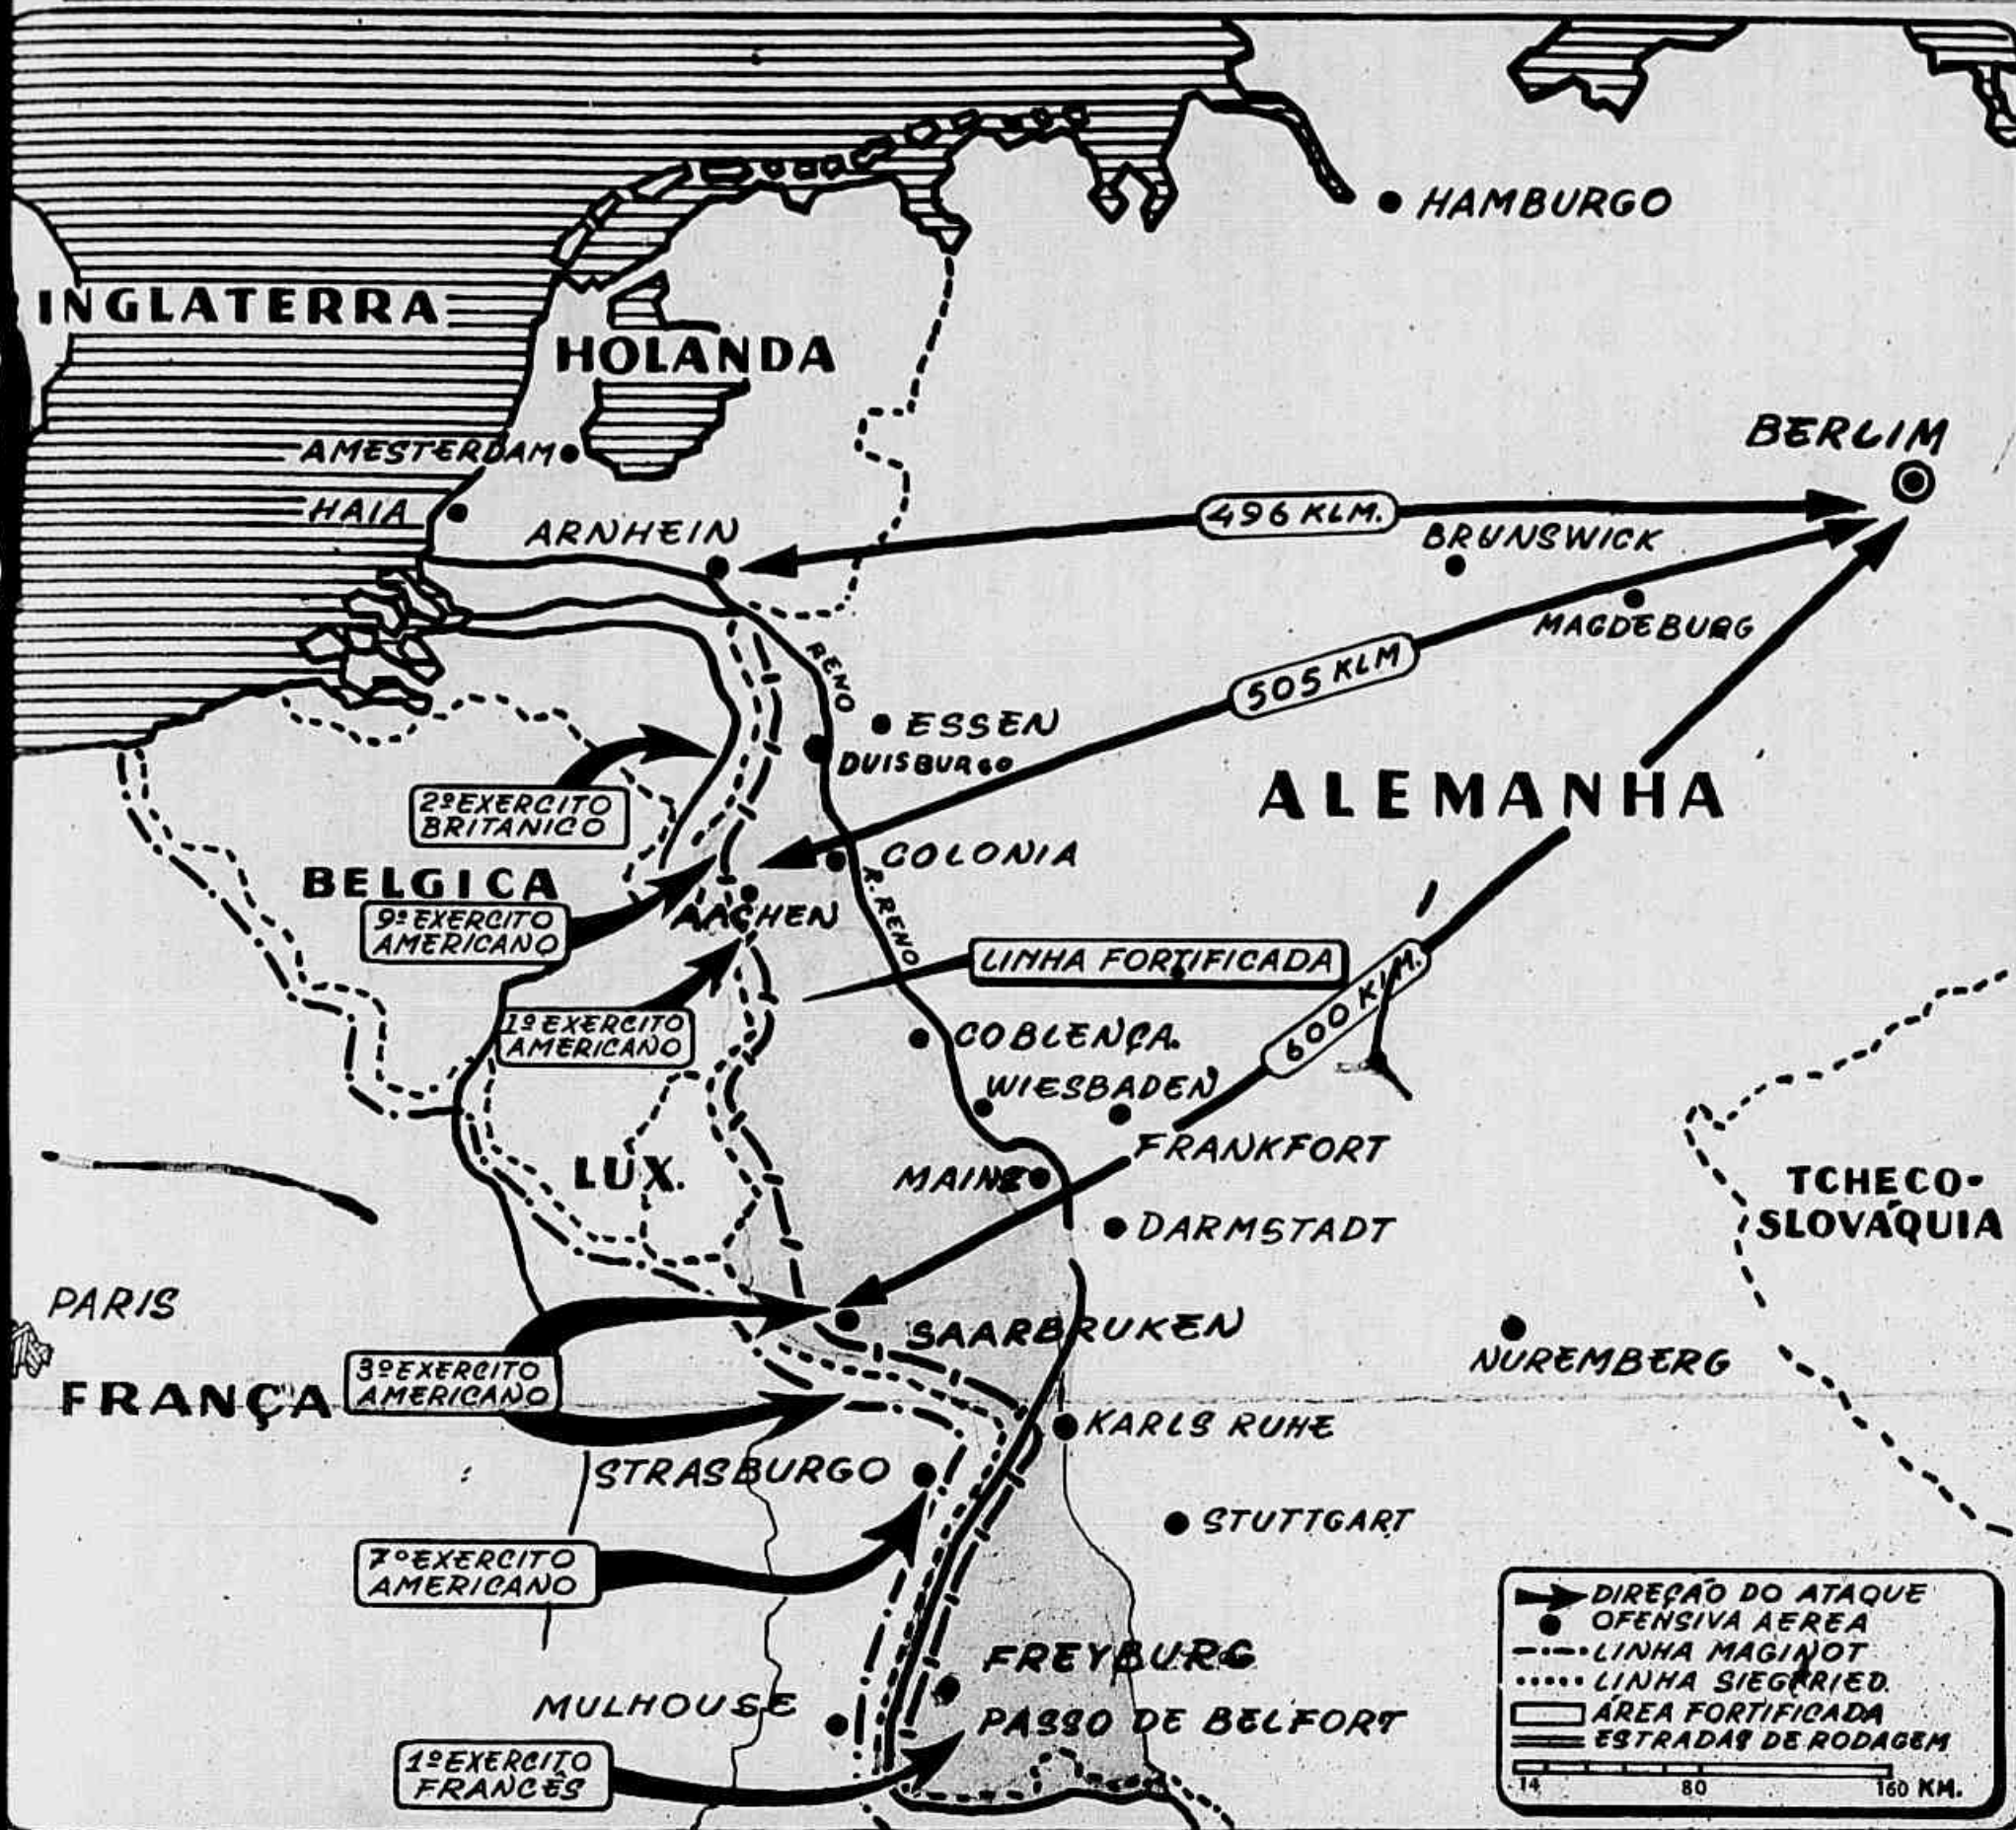 HAMBURGO
INGLATERRA
HOLANDA
BERLIM
AMESTERDAM
HAIA
ARNHEIN
496 KLM.
BRUNSWICK
MAGDEBURG
RENO
505 KLM
ESSEN
DUISBURGO
ALEMANHA
2º EXERCITO
BRITANICO
COLONIA
BELGICA
R. RENO
9º EXERCITO
AMERICANO
AACHEN
LINHA FORTIFICADA
600 KLM.
1º EXERCITO
AMERICANO
COBLENÇA.
WIESBADEN
FRANKFORT
LUX.
MAINS
TCHECO-
SLOVÁQUIA
DARMSTADT
PARIS
SAARBRUKEN
NUREMBERG
3º EXERCITO
AMERICANO
FRANÇA
KARLS RUHE
STRASBURGO
STUTTGART
7º EXERCITO
AMERICANO
FREYBURG
MULHOUSE
PASSO DE BELFORT
1º EXERCITO
FRANCÊS
DIREÇÃO DO ATAQUE
OFENSIVA AEREA
LINHA MAGINOT
LINHA SIEGFRIED.
ÁREA FORTIFICADA
ESTRADAS DE RODAGEM
14 80 160 KM.